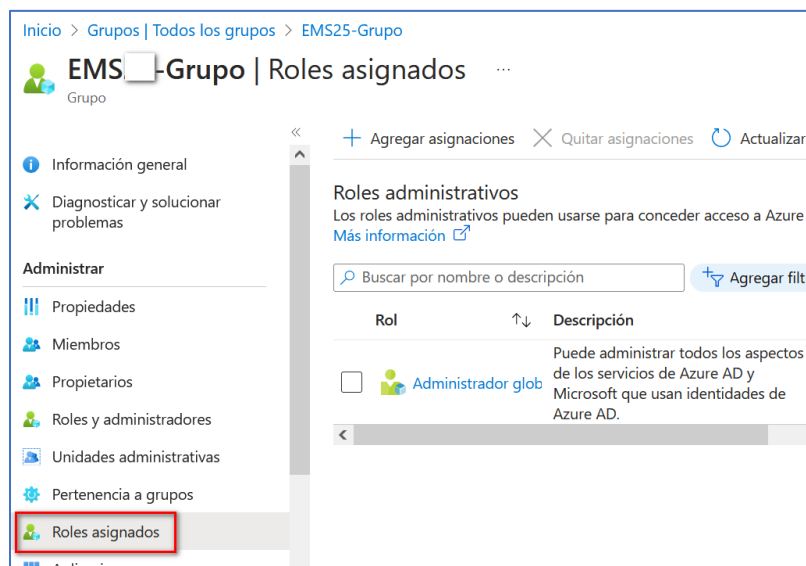 Inicio > Grupos | Todos los grupos > EMS25-Grupo
EMS -Grupo | Roles asignados ...
Grupo
«
Información general
Diagnosticar y solucionar
problemas
Administrar
Propiedades
Miembros
Propietarios
Roles y administradores
Unidades administrativas
Pertenencia a grupos
Roles asignados
Agregar asignaciones Quitar asignaciones Actualizar
Roles administrativos
Los roles administrativos pueden usarse para conceder acceso a Azure
Más información
Buscar por nombre o descripción Agregar filt
Rol Descripción
Administrador glob
Puede administrar todos los aspectos
de los servicios de Azure AD y
Microsoft que usan identidades de
Azure AD.